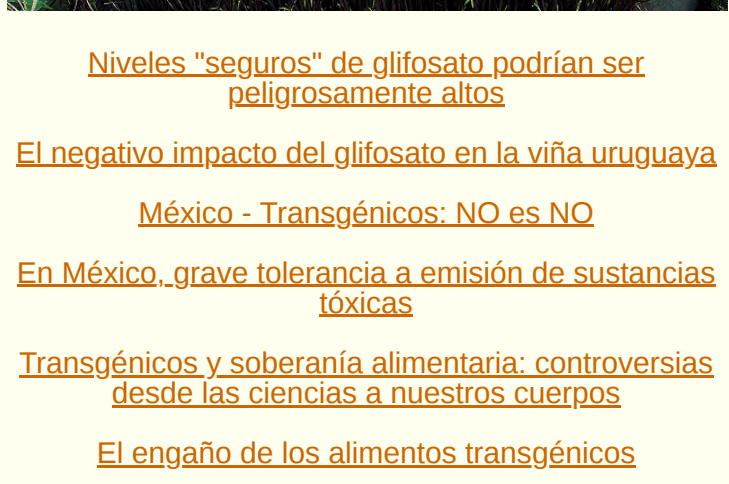 Niveles "seguros" de glifosato podrían ser
peligrosamente altos
El negativo impacto del glifosato en la viña uruguaya
México - Transgénicos: NO es NO
En México, grave tolerancia a emisión de sustancias
tóxicas
Transgénicos y soberanía alimentaria: controversias
desde las ciencias a nuestros cuerpos
El engaño de los alimentos transgénicos